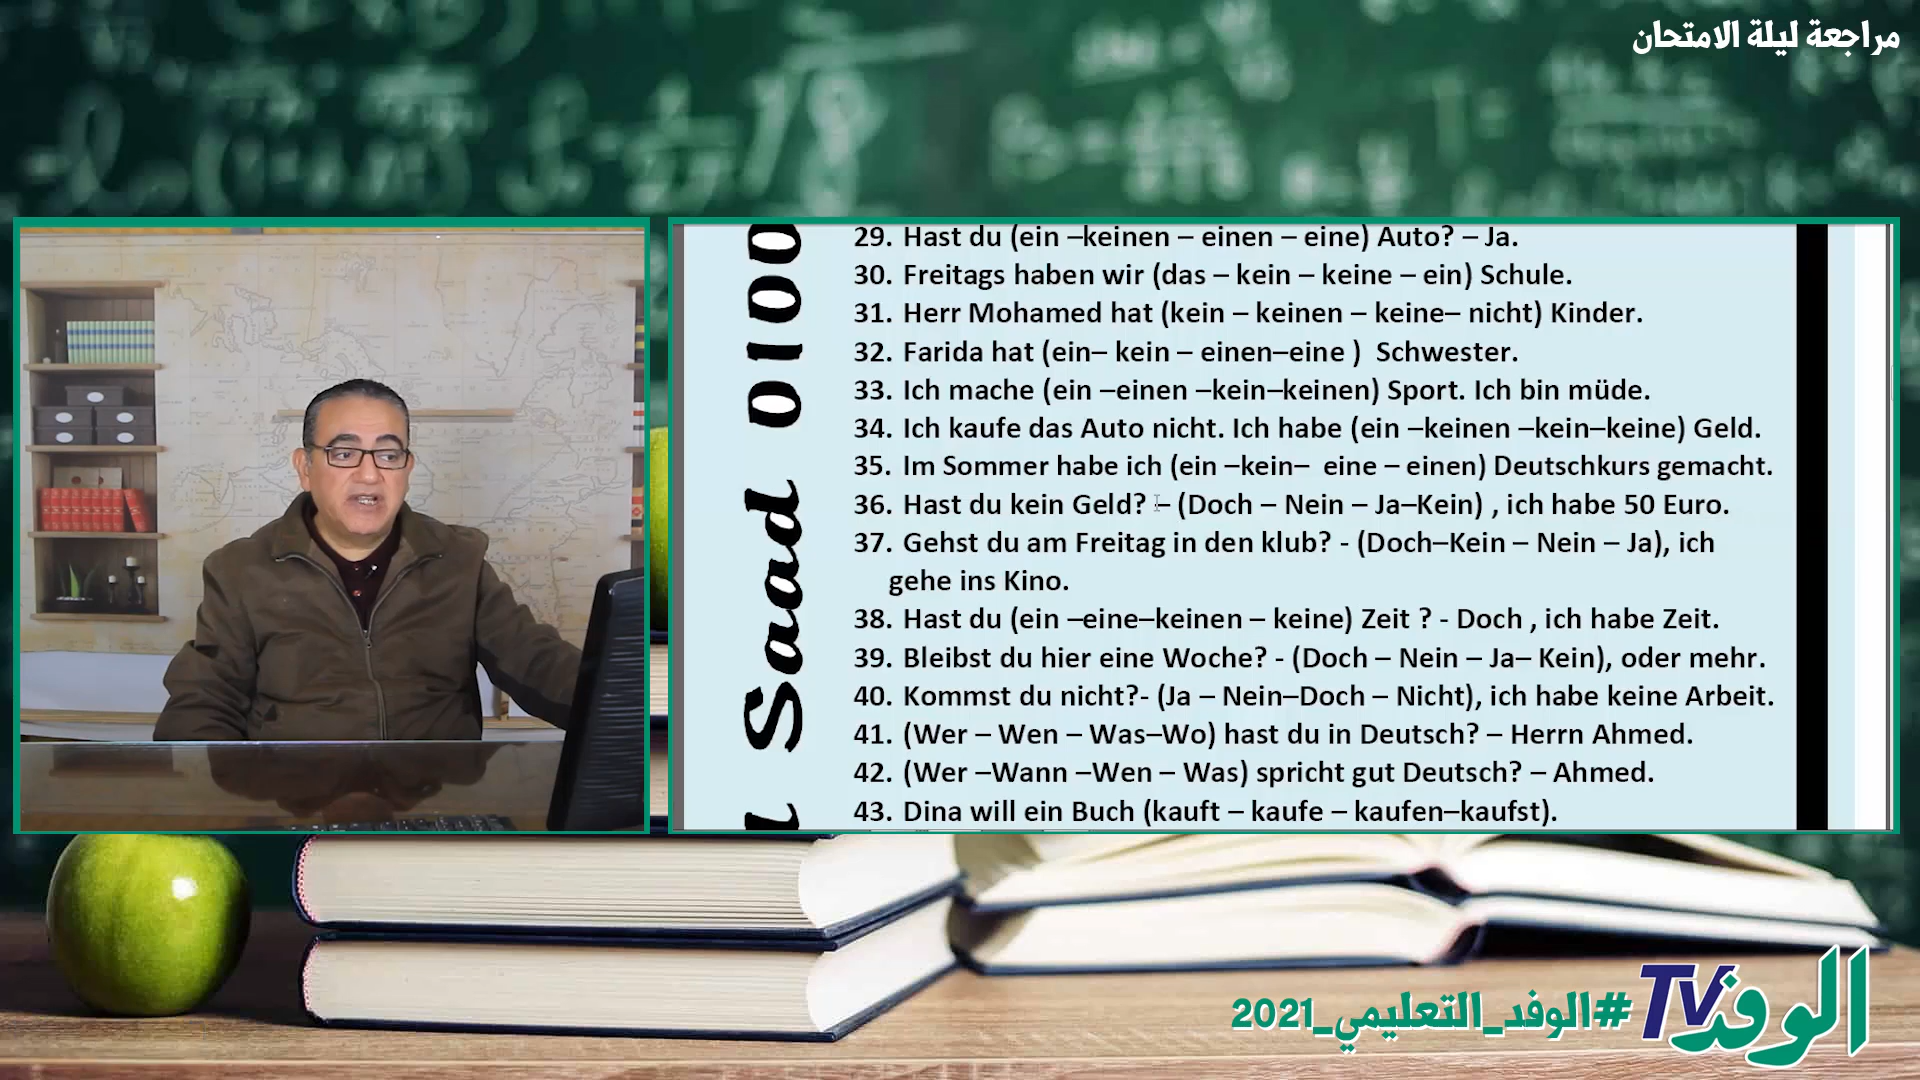 مراجعة ليلة الامتحان
29. Hast du (ein –keinen – einen – eine) Auto? – Ja.
30. Freitags haben wir (das – kein – keine – ein) Schule.
31. Herr Mohamed hat (kein – keinen – keine– nicht) Kinder.
32. Farida hat (ein– kein – einen–eine ) Schwester.
33. Ich mache (ein –einen –kein–keinen) Sport. Ich bin müde.
34. Ich kaufe das Auto nicht. Ich habe (ein –keinen –kein–keine) Geld.
35. Im Sommer habe ich (ein –kein– eine – einen) Deutschkurs gemacht.
36. Hast du kein Geld? – (Doch – Nein – Ja–Kein) , ich habe 50 Euro.
37. Gehst du am Freitag in den klub? - (Doch–Kein – Nein – Ja), ich
gehe ins Kino.
38. Hast du (ein –eine–keinen – keine) Zeit ? - Doch , ich habe Zeit.
39. Bleibst du hier eine Woche? - (Doch – Nein – Ja– Kein), oder mehr.
40. Kommst du nicht?- (Ja – Nein–Doch – Nicht), ich habe keine Arbeit.
41. (Wer – Wen – Was–Wo) hast du in Deutsch? – Herrn Ahmed.
42. (Wer –Wann –Wen – Was) spricht gut Deutsch? – Ahmed.
43. Dina will ein Buch (kauft – kaufe – kaufen–kaufst).
Saad 0100
#الوفد_التعليمي_2021
الوفد TV